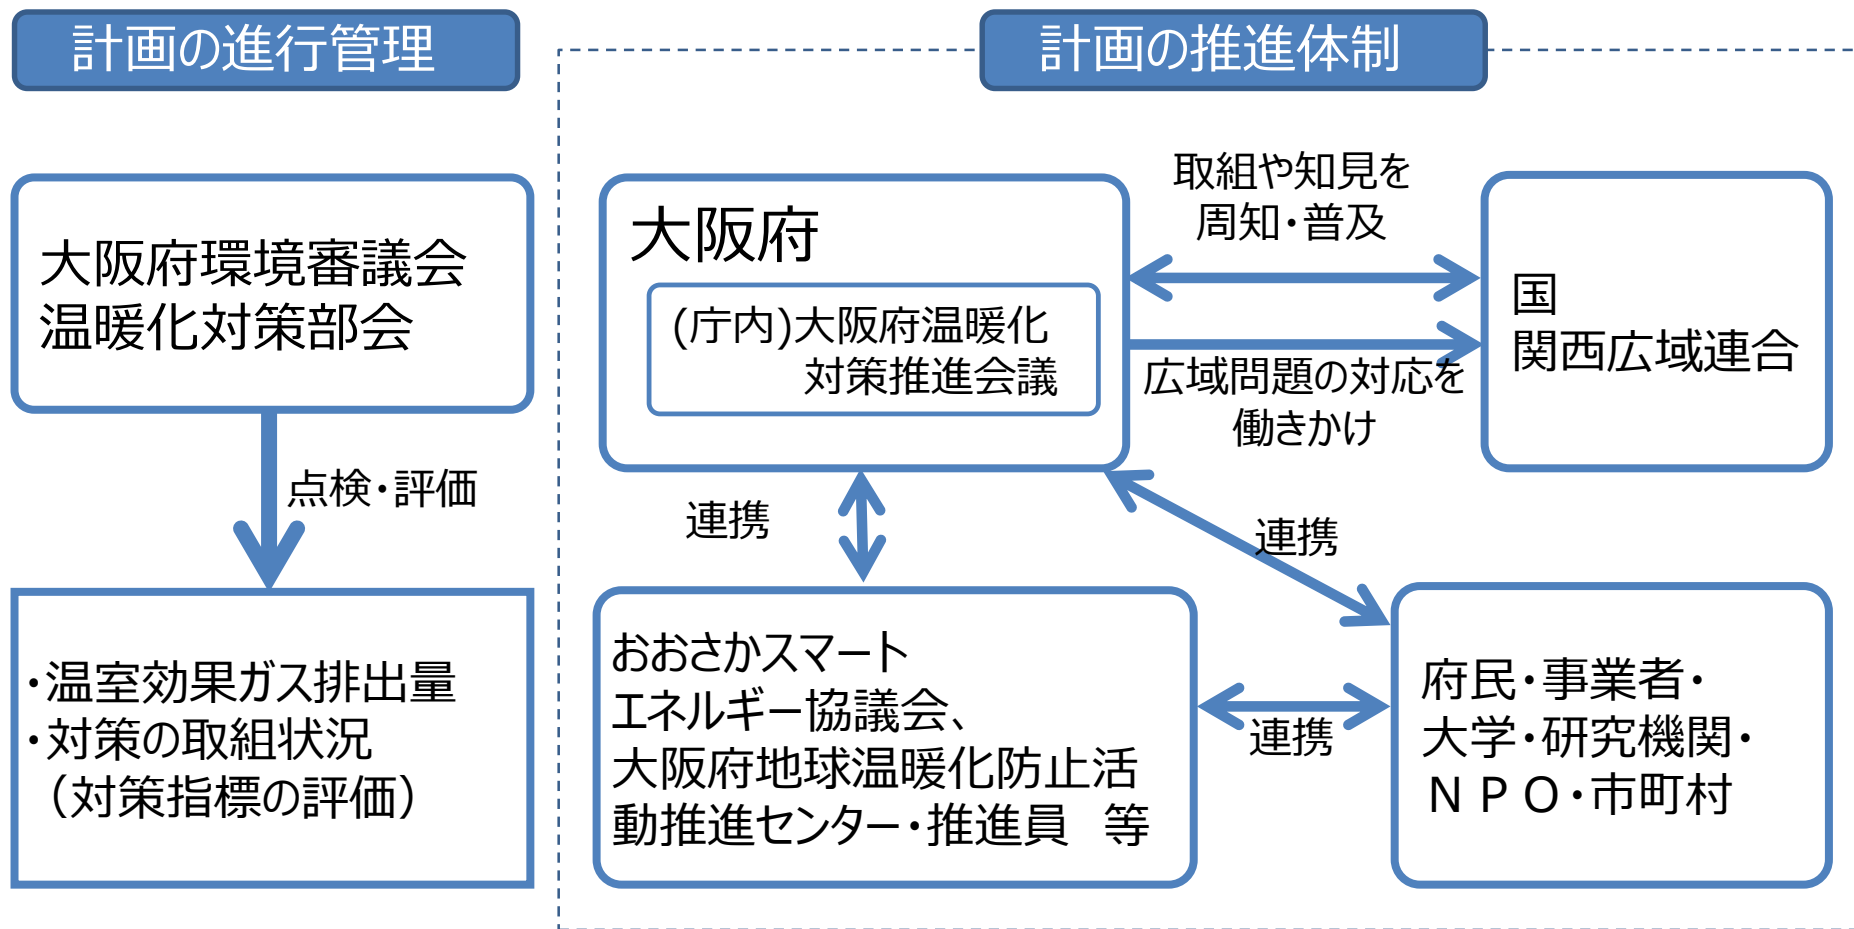 計画の進行管理
計画の推進体制
大阪府環境審議会
温暖化対策部会
点検・評価
・温室効果ガス排出量
・対策の取組状況
（対策指標の評価）
大阪府
(庁内)大阪府温暖化
対策推進会議
取組や知見を
周知・普及
広域問題の対応を
働きかけ
国
関西広域連合
連携
連携
おおさかスマート
エネルギー協議会、
大阪府地球温暖化防止活
動推進センター・推進員　等
連携
府民・事業者・
大学・研究機関・
ＮＰＯ・市町村